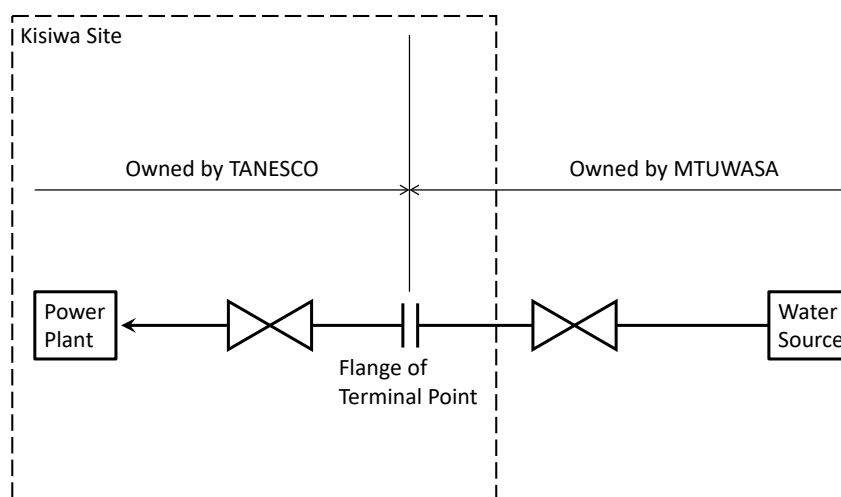 Kisiwa Site
Owned by TANESCO
Owned by MTUWASA
Power
Plant
Flange of
Terminal Point
Water
Source